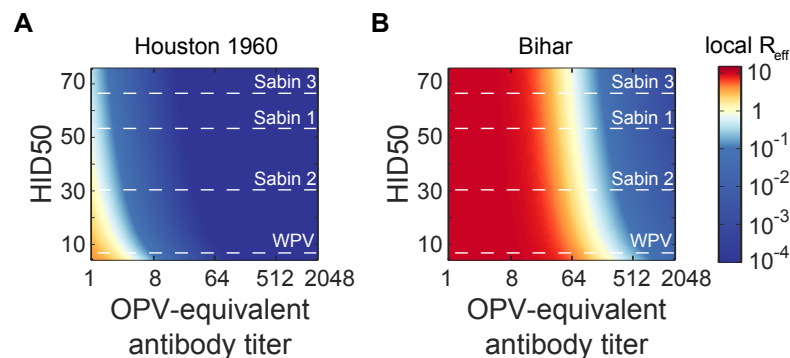 A
Houston 1960
B
Bihar
local R_eff
70
50
30
10
HID50
Sabin 3
Sabin 1
Sabin 2
WPV
1 8 64 512 2048
OPV-equivalent
antibody titer
70
50
30
10
HID50
Sabin 3
Sabin 1
Sabin 2
WPV
1 8 64 512 2048
OPV-equivalent
antibody titer
10
1
10^-1
10^-2
10^-3
10^-4